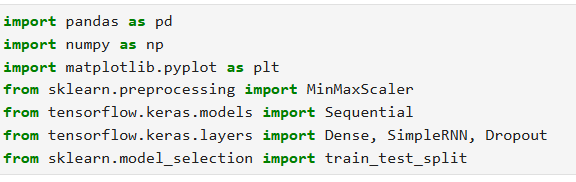 import pandas as pd
import numpy as np
import matplotlib.pyplot as plt
from sklearn.preprocessing import MinMaxScaler
from tensorflow.keras.models import Sequential
from tensorflow.keras.layers import Dense, SimpleRNN, Dropout
from sklearn.model_selection import train_test_split